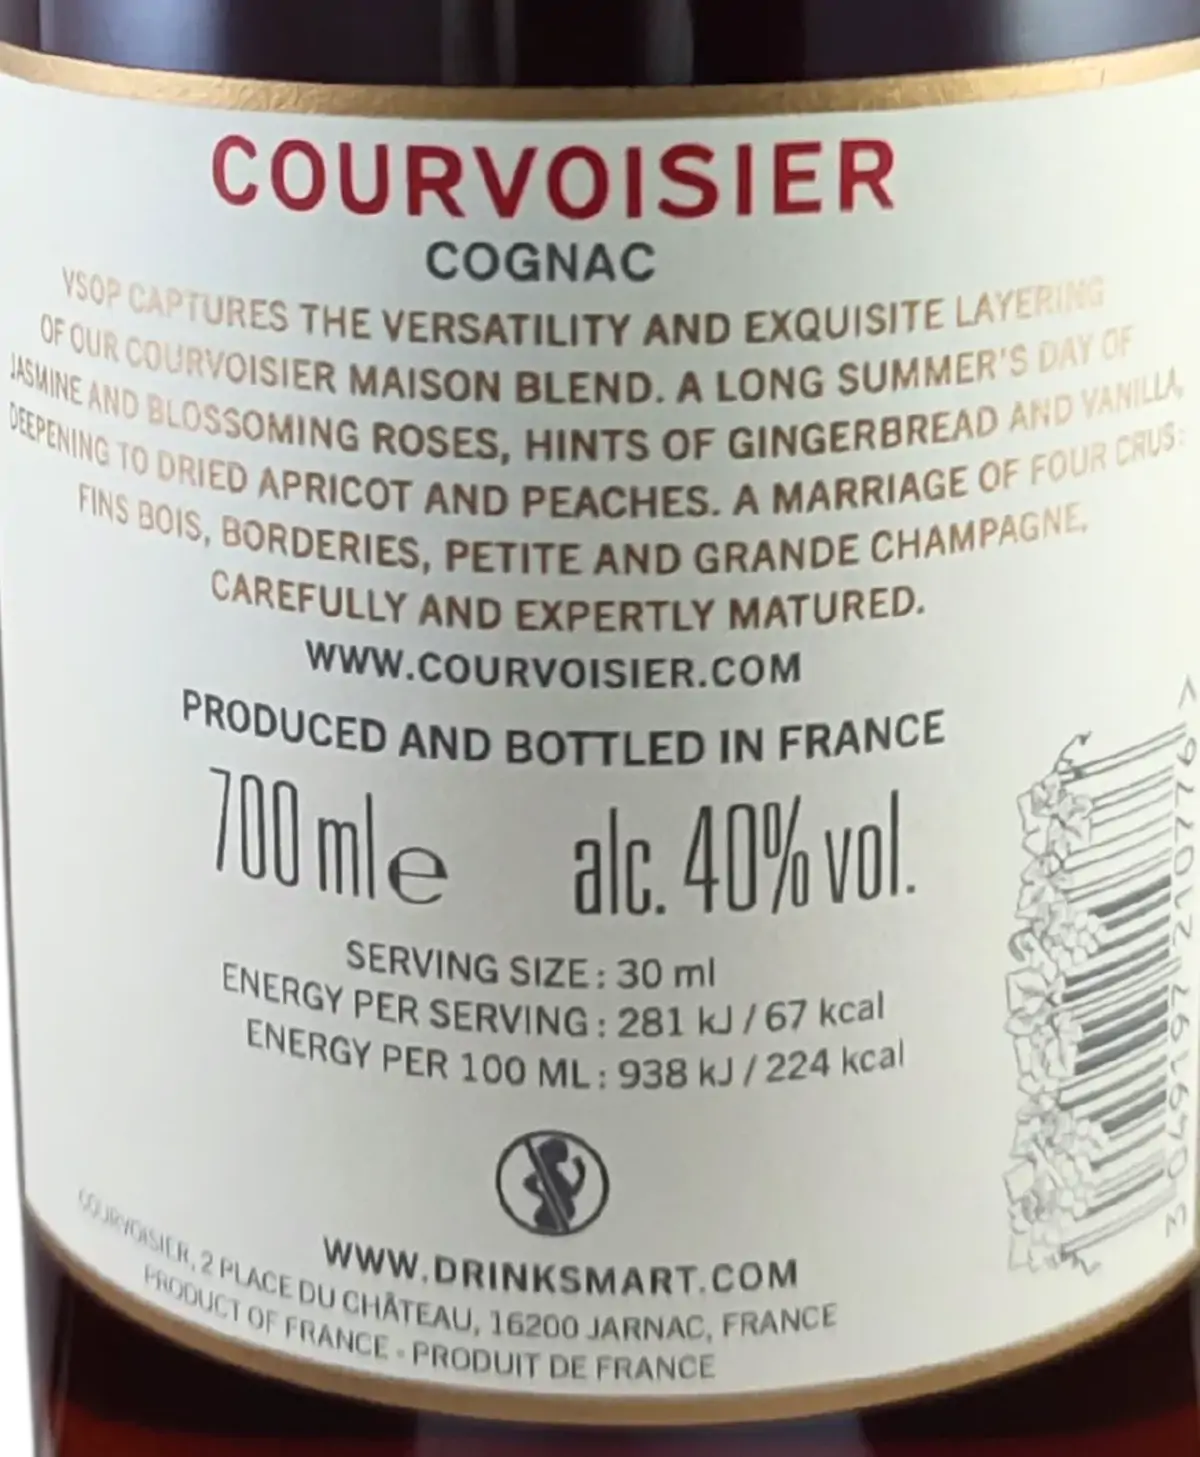 COURVOISIER
COGNAC
VSOP CAPTURES THE VERSATILITY AND EXQUISITE LAYERING
OF OUR COURVOISIER MAISON BLEND. A LONG SUMMER'S DAY OF
JASMINE AND BLOSSOMING ROSES, HINTS OF GINGERBREAD AND VANILLA,
DEEPENING TO DRIED APRICOT AND PEACHES. A MARRIAGE OF FOUR CRUS:
FINS BOIS, BORDERIES, PETITE AND GRANDE CHAMPAGNE,
CAREFULLY AND EXPERTLY MATURED.
WWW.COURVOISIER.COM
PRODUCED AND BOTTLED IN FRANCE
700 ml e alc. 40% vol.
SERVING SIZE: 30 ml
ENERGY PER SERVING: 281 kJ / 67 kcal
ENERGY PER 100 ML: 938 kJ / 224 kcal
WWW.DRINKSMART.COM
COURVOISIER, 2 PLACE DU CHÂTEAU, 16200 JARNAC, FRANCE
PRODUCT OF FRANCE - PRODUIT DE FRANCE
3 049197 210776 >